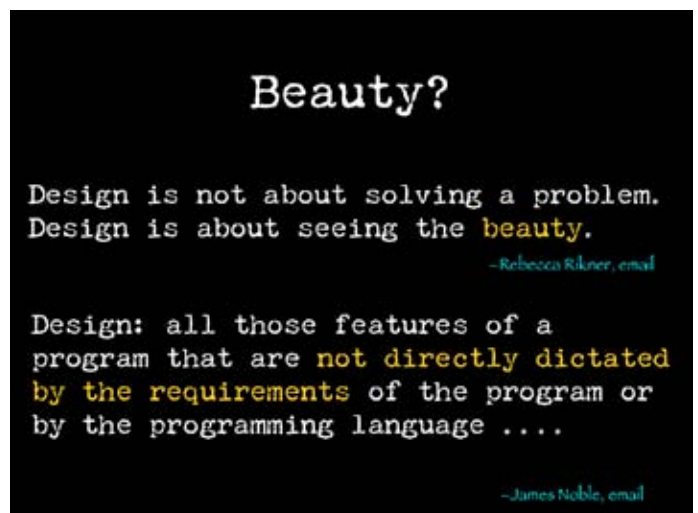 Beauty?
Design is not about solving a problem.
Design is about seeing the beauty.
–Rebecca Rikner, email
Design: all those features of a
program that are not directly dictated
by the requirements of the program or
by the programming language ....
–James Noble, email